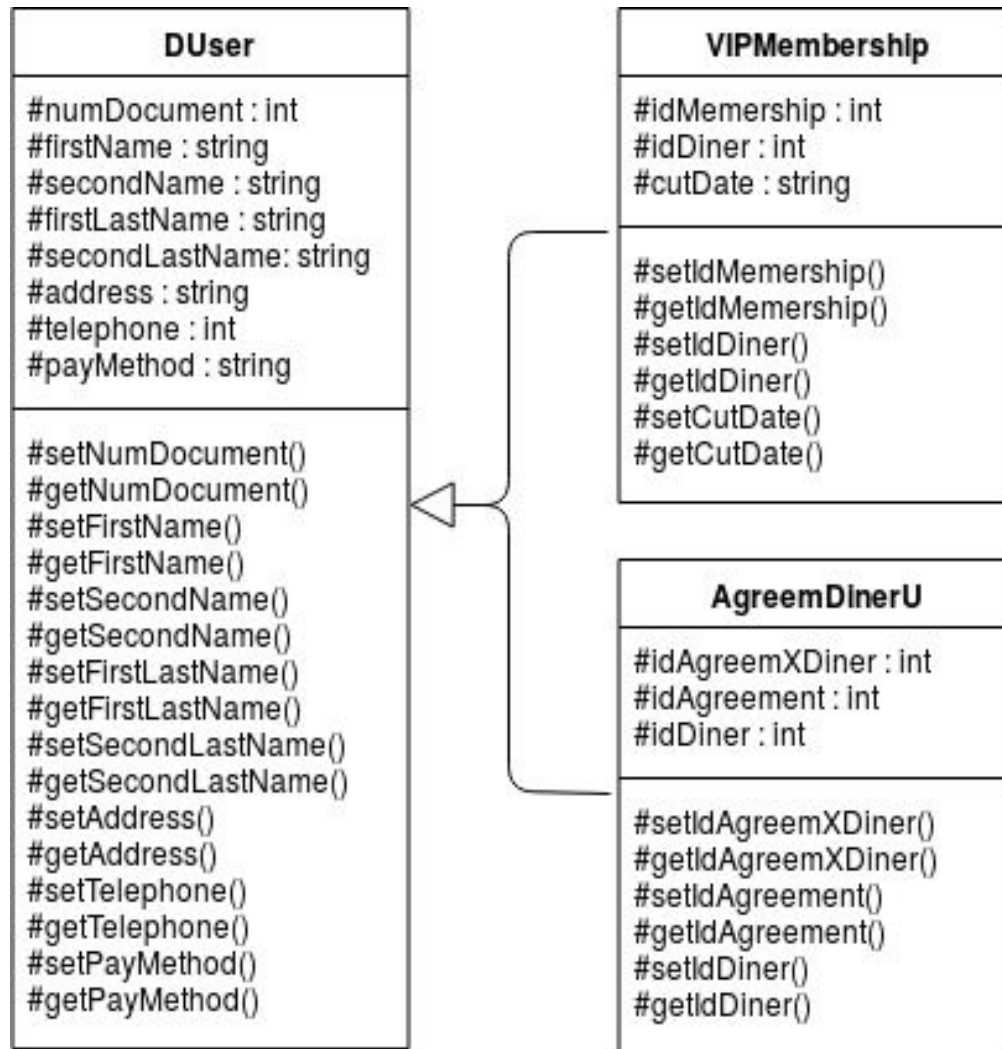 DUser
#numDocument : int
#firstName : string
#secondName : string
#firstLastName : string
#secondLastName: string
#address : string
#telephone : int
#payMethod : string
#setNumDocument()
#getNumDocument()
#setFirstName()
#getFirstName()
#setSecondName()
#getSecondName()
#setFirstLastName()
#getFirstLastName()
#setSecondLastName()
#getSecondLastName()
#setAddress()
#getAddress()
#setTelephone()
#getTelephone()
#setPayMethod()
#getPayMethod()
VIPMembership
#idMemership : int
#idDiner : int
#cutDate : string
#setIdMemership()
#getIdMemership()
#setIdDiner()
#getIdDiner()
#setCutDate()
#getCutDate()
AgreemDinerU
#idAgreemXDiner : int
#idAgreement : int
#idDiner : int
#setIdAgreemXDiner()
#getIdAgreemXDiner()
#setIdAgreement()
#getIdAgreement()
#setIdDiner()
#getIdDiner()